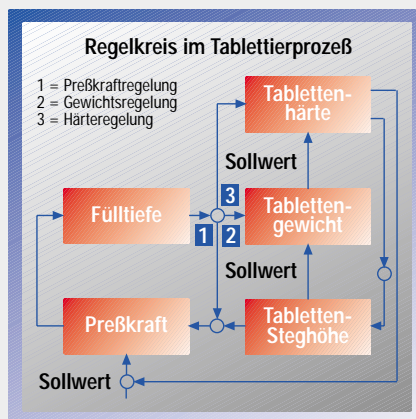 Regelkreis im Tablettierprozeß
1 = Preßkraftregelung
2 = Gewichtsregelung
3 = Härteregelung
Tabletten-
härte
Sollwert
3
Fülltiefe
Tabletten-
gewicht
1
2
Sollwert
Preßkraft
Tabletten-
Steghöhe
Sollwert